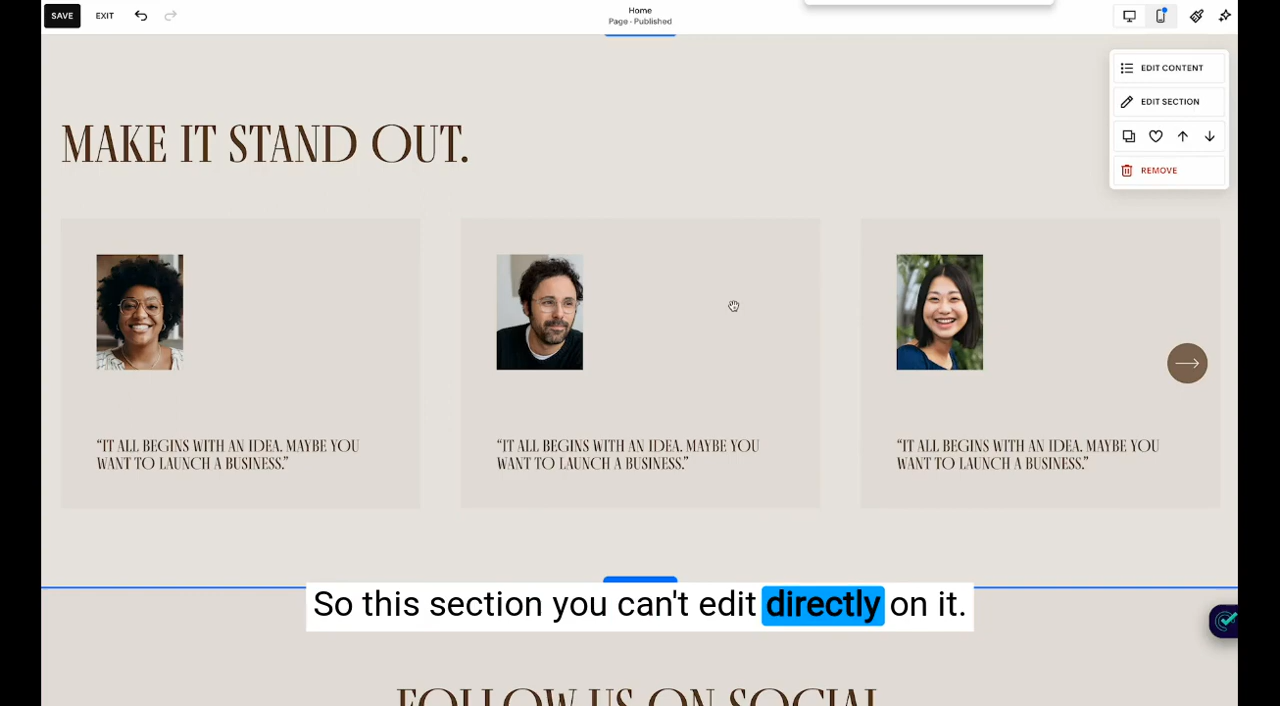 SAVE
EXIT
Home
Page · Published
EDIT CONTENT
EDIT SECTION
REMOVE
MAKE IT STAND OUT.
“IT ALL BEGINS WITH AN IDEA. MAYBE YOU
WANT TO LAUNCH A BUSINESS.”
“IT ALL BEGINS WITH AN IDEA. MAYBE YOU
WANT TO LAUNCH A BUSINESS.”
“IT ALL BEGINS WITH AN IDEA. MAYBE YOU
WANT TO LAUNCH A BUSINESS.”
So this section you can't edit directly on it.
FOLLOW US ON SOCIAL